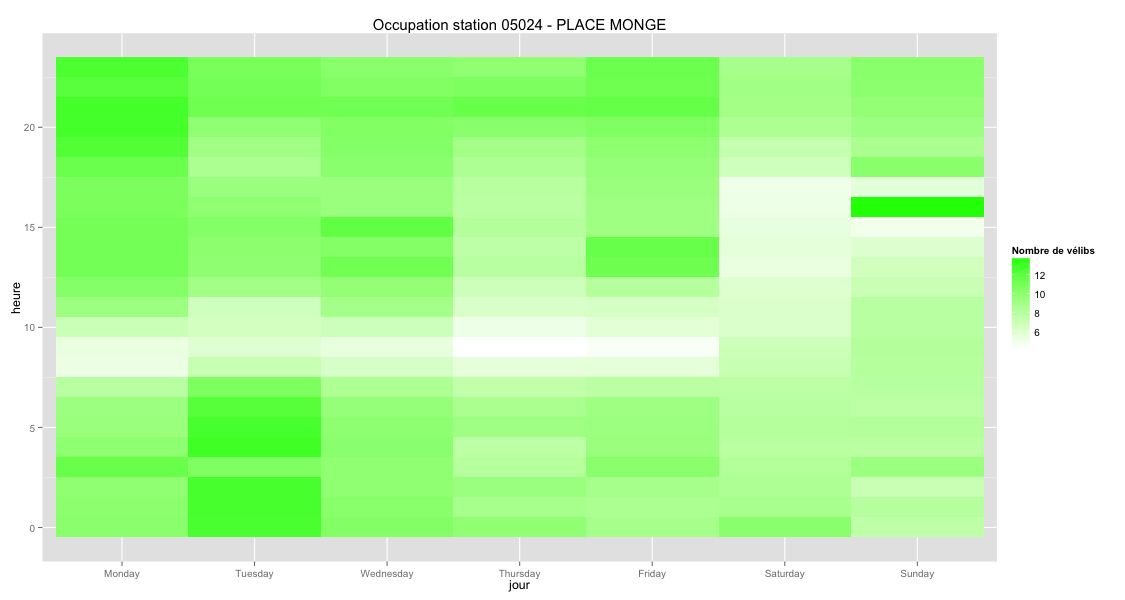 Occupation station 05024 - PLACE MONGE
heure
20
15
10
5
0
Monday Tuesday Wednesday Thursday Friday Saturday Sunday
jour
Nombre de vélibs
12
10
8
6